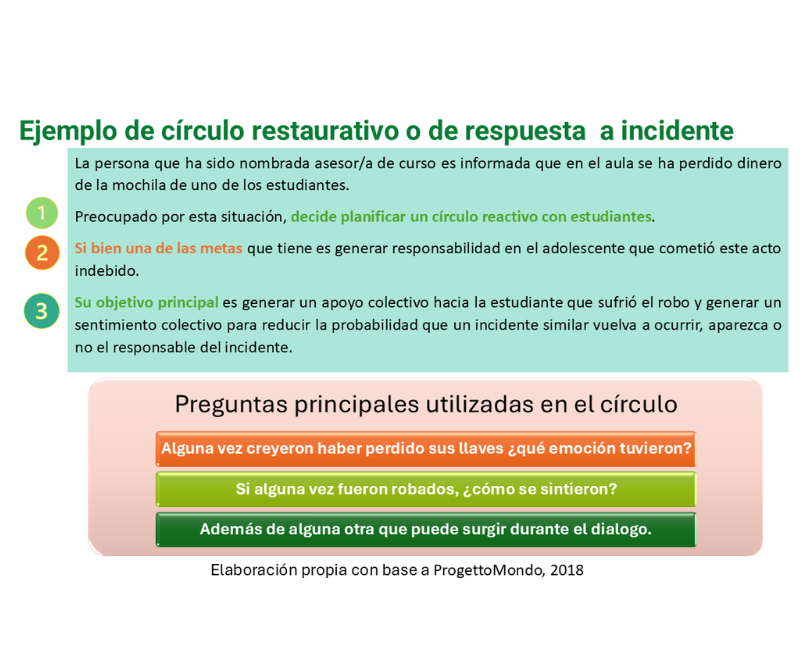 Ejemplo de círculo restaurativo o de respuesta a incidente
La persona que ha sido nombrada asesor/a de curso es informada que en el aula se ha perdido dinero
de la mochila de uno de los estudiantes.
1
Preocupado por esta situación, decide planificar un círculo reactivo con estudiantes.
2
Si bien una de las metas que tiene es generar responsabilidad en el adolescente que cometió este acto
indebido.
3
Su objetivo principal es generar un apoyo colectivo hacia la estudiante que sufrió el robo y generar un
sentimiento colectivo para reducir la probabilidad que un incidente similar vuelva a ocurrir, aparezca o
no el responsable del incidente.
Preguntas principales utilizadas en el círculo
Alguna vez creyeron haber perdido sus llaves ¿qué emoción tuvieron?
Si alguna vez fueron robados, ¿cómo se sintieron?
Además de alguna otra que puede surgir durante el dialogo.
Elaboración propia con base a ProgettoMondo, 2018